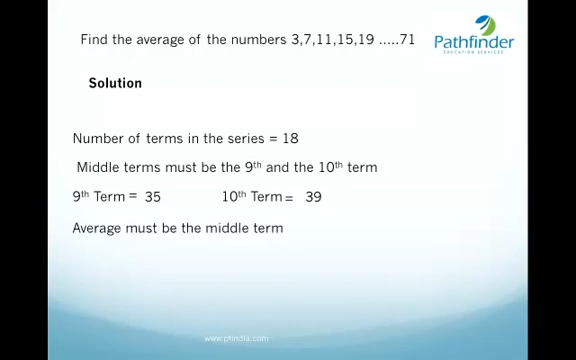 Find the average of the numbers 3,7,11,15,19 .....71
Pathfinder
EDUCATION SERVICES
Solution
Number of terms in the series = 18
Middle terms must be the 9th and the 10th term
9th Term = 35 10th Term = 39
Average must be the middle term
www.ptindia.com